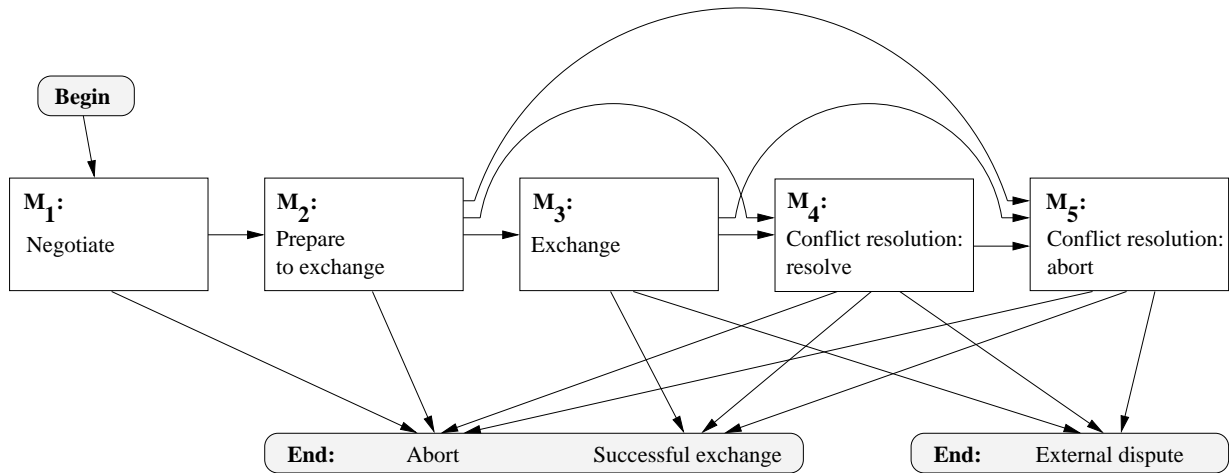 Begin
M1:
Negotiate
M2:
Prepare
to exchange
M3:
Exchange
M4:
Conflict resolution:
resolve
M5:
Conflict resolution:
abort
End: Abort Successful exchange
End: External dispute